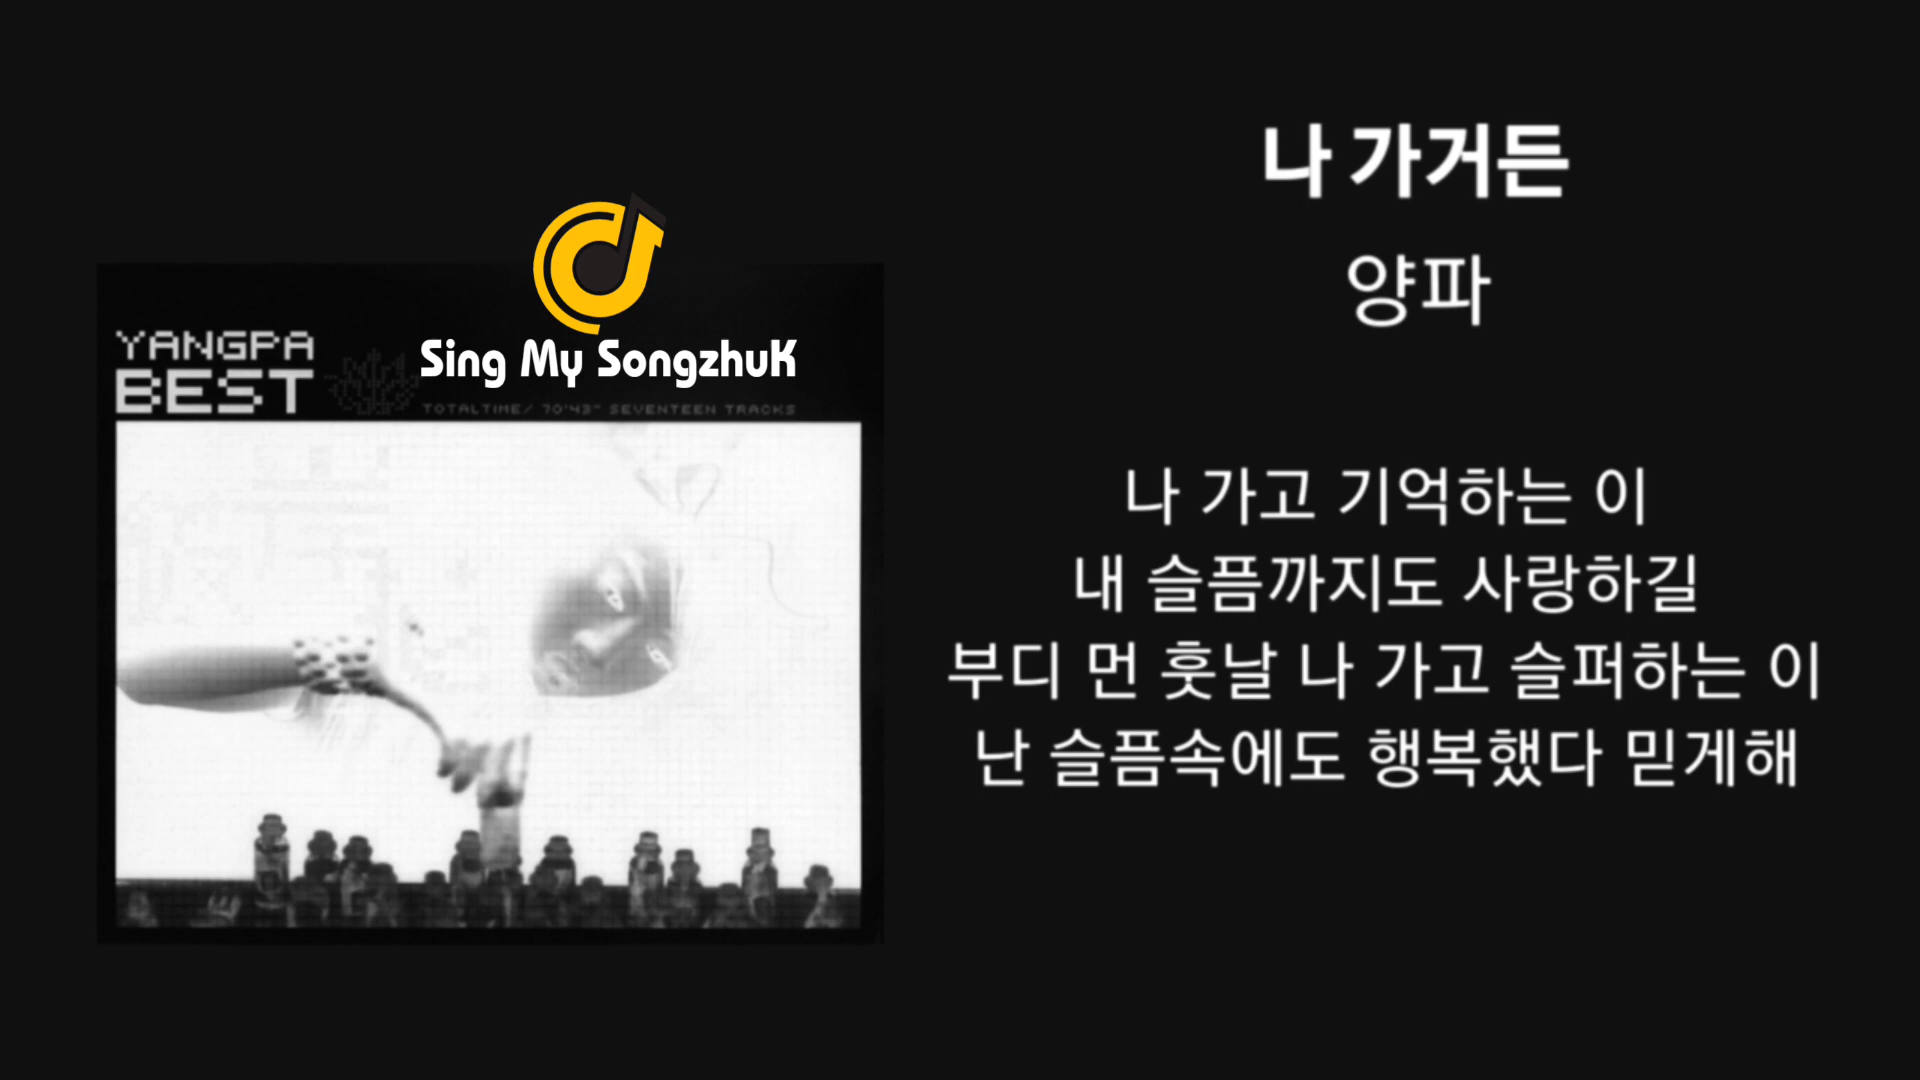 YANGPA
BEST
Sing My SongzhuK
TOTALTIME/ 70'43" SEVENTEEN TRACKS
나 가거든
양파
나 가고 기억하는 이
내 슬픔까지도 사랑하길
부디 먼 훗날 나 가고 슬퍼하는 이
난 슬픔속에도 행복했다 믿게해